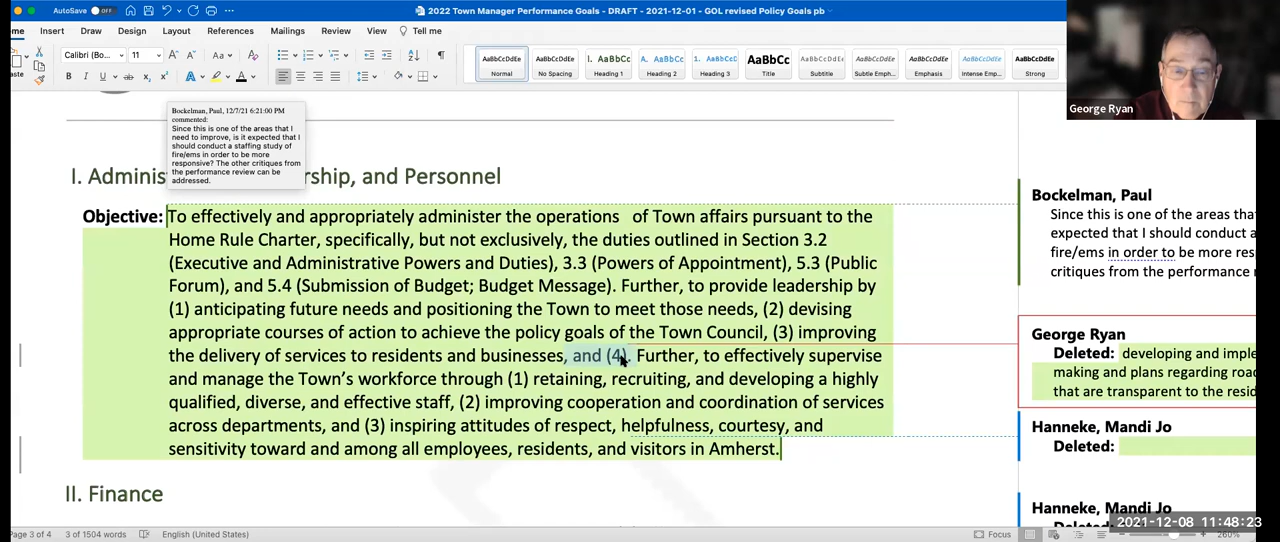 AutoSave OFF
2022 Town Manager Performance Goals - DRAFT - 2021-12-01 - GOL revised Policy Goals pb
Insert Draw Design Layout References Mailings Review View Tell me
Calibri (Bo... 11
AaBbCcDdEe AaBbCcDdEe AaBbCc AaBbCcDdEe AaBbCc AaBbCcDdEe AaBbCcDdEe AaBbCcDdEe AaBbCcDdEe
Normal No Spacing Heading 1 Heading 2 Heading 3 Title Subtitle Subtle Emph... Emphasis Intense Emp... Strong
George Ryan
Bockelman, Paul, 12/7/21 6:21:00 PM
commented:
Since this is one of the areas that I
need to improve, is it expected that I
should conduct a staffing study of
fire/ems in order to be more
responsive? The other critiques from
the performance review can be
addressed.
I. Adminis rship, and Personnel
Objective: To effectively and appropriately administer the operations of Town affairs pursuant to the
Home Rule Charter, specifically, but not exclusively, the duties outlined in Section 3.2
(Executive and Administrative Powers and Duties), 3.3 (Powers of Appointment), 5.3 (Public
Forum), and 5.4 (Submission of Budget; Budget Message). Further, to provide leadership by
(1) anticipating future needs and positioning the Town to meet those needs, (2) devising
appropriate courses of action to achieve the policy goals of the Town Council, (3) improving
the delivery of services to residents and businesses, and (4). Further, to effectively supervise
and manage the Town's workforce through (1) retaining, recruiting, and developing a highly
qualified, diverse, and effective staff, (2) improving cooperation and coordination of services
across departments, and (3) inspiring attitudes of respect, helpfulness, courtesy, and
sensitivity toward and among all employees, residents, and visitors in Amherst.
II. Finance
Bockelman, Paul
Since this is one of the areas tha
expected that I should conduct a
fire/ems in order to be more res
critiques from the performance r
George Ryan
Deleted: developing and imple
making and plans regarding roa
that are transparent to the resid
Hanneke, Mandi Jo
Deleted:
Hanneke, Mandi Jo
2021-12-08 11:48:23
Page 3 of 4 3 of 1504 words English (United States) Focus 260%